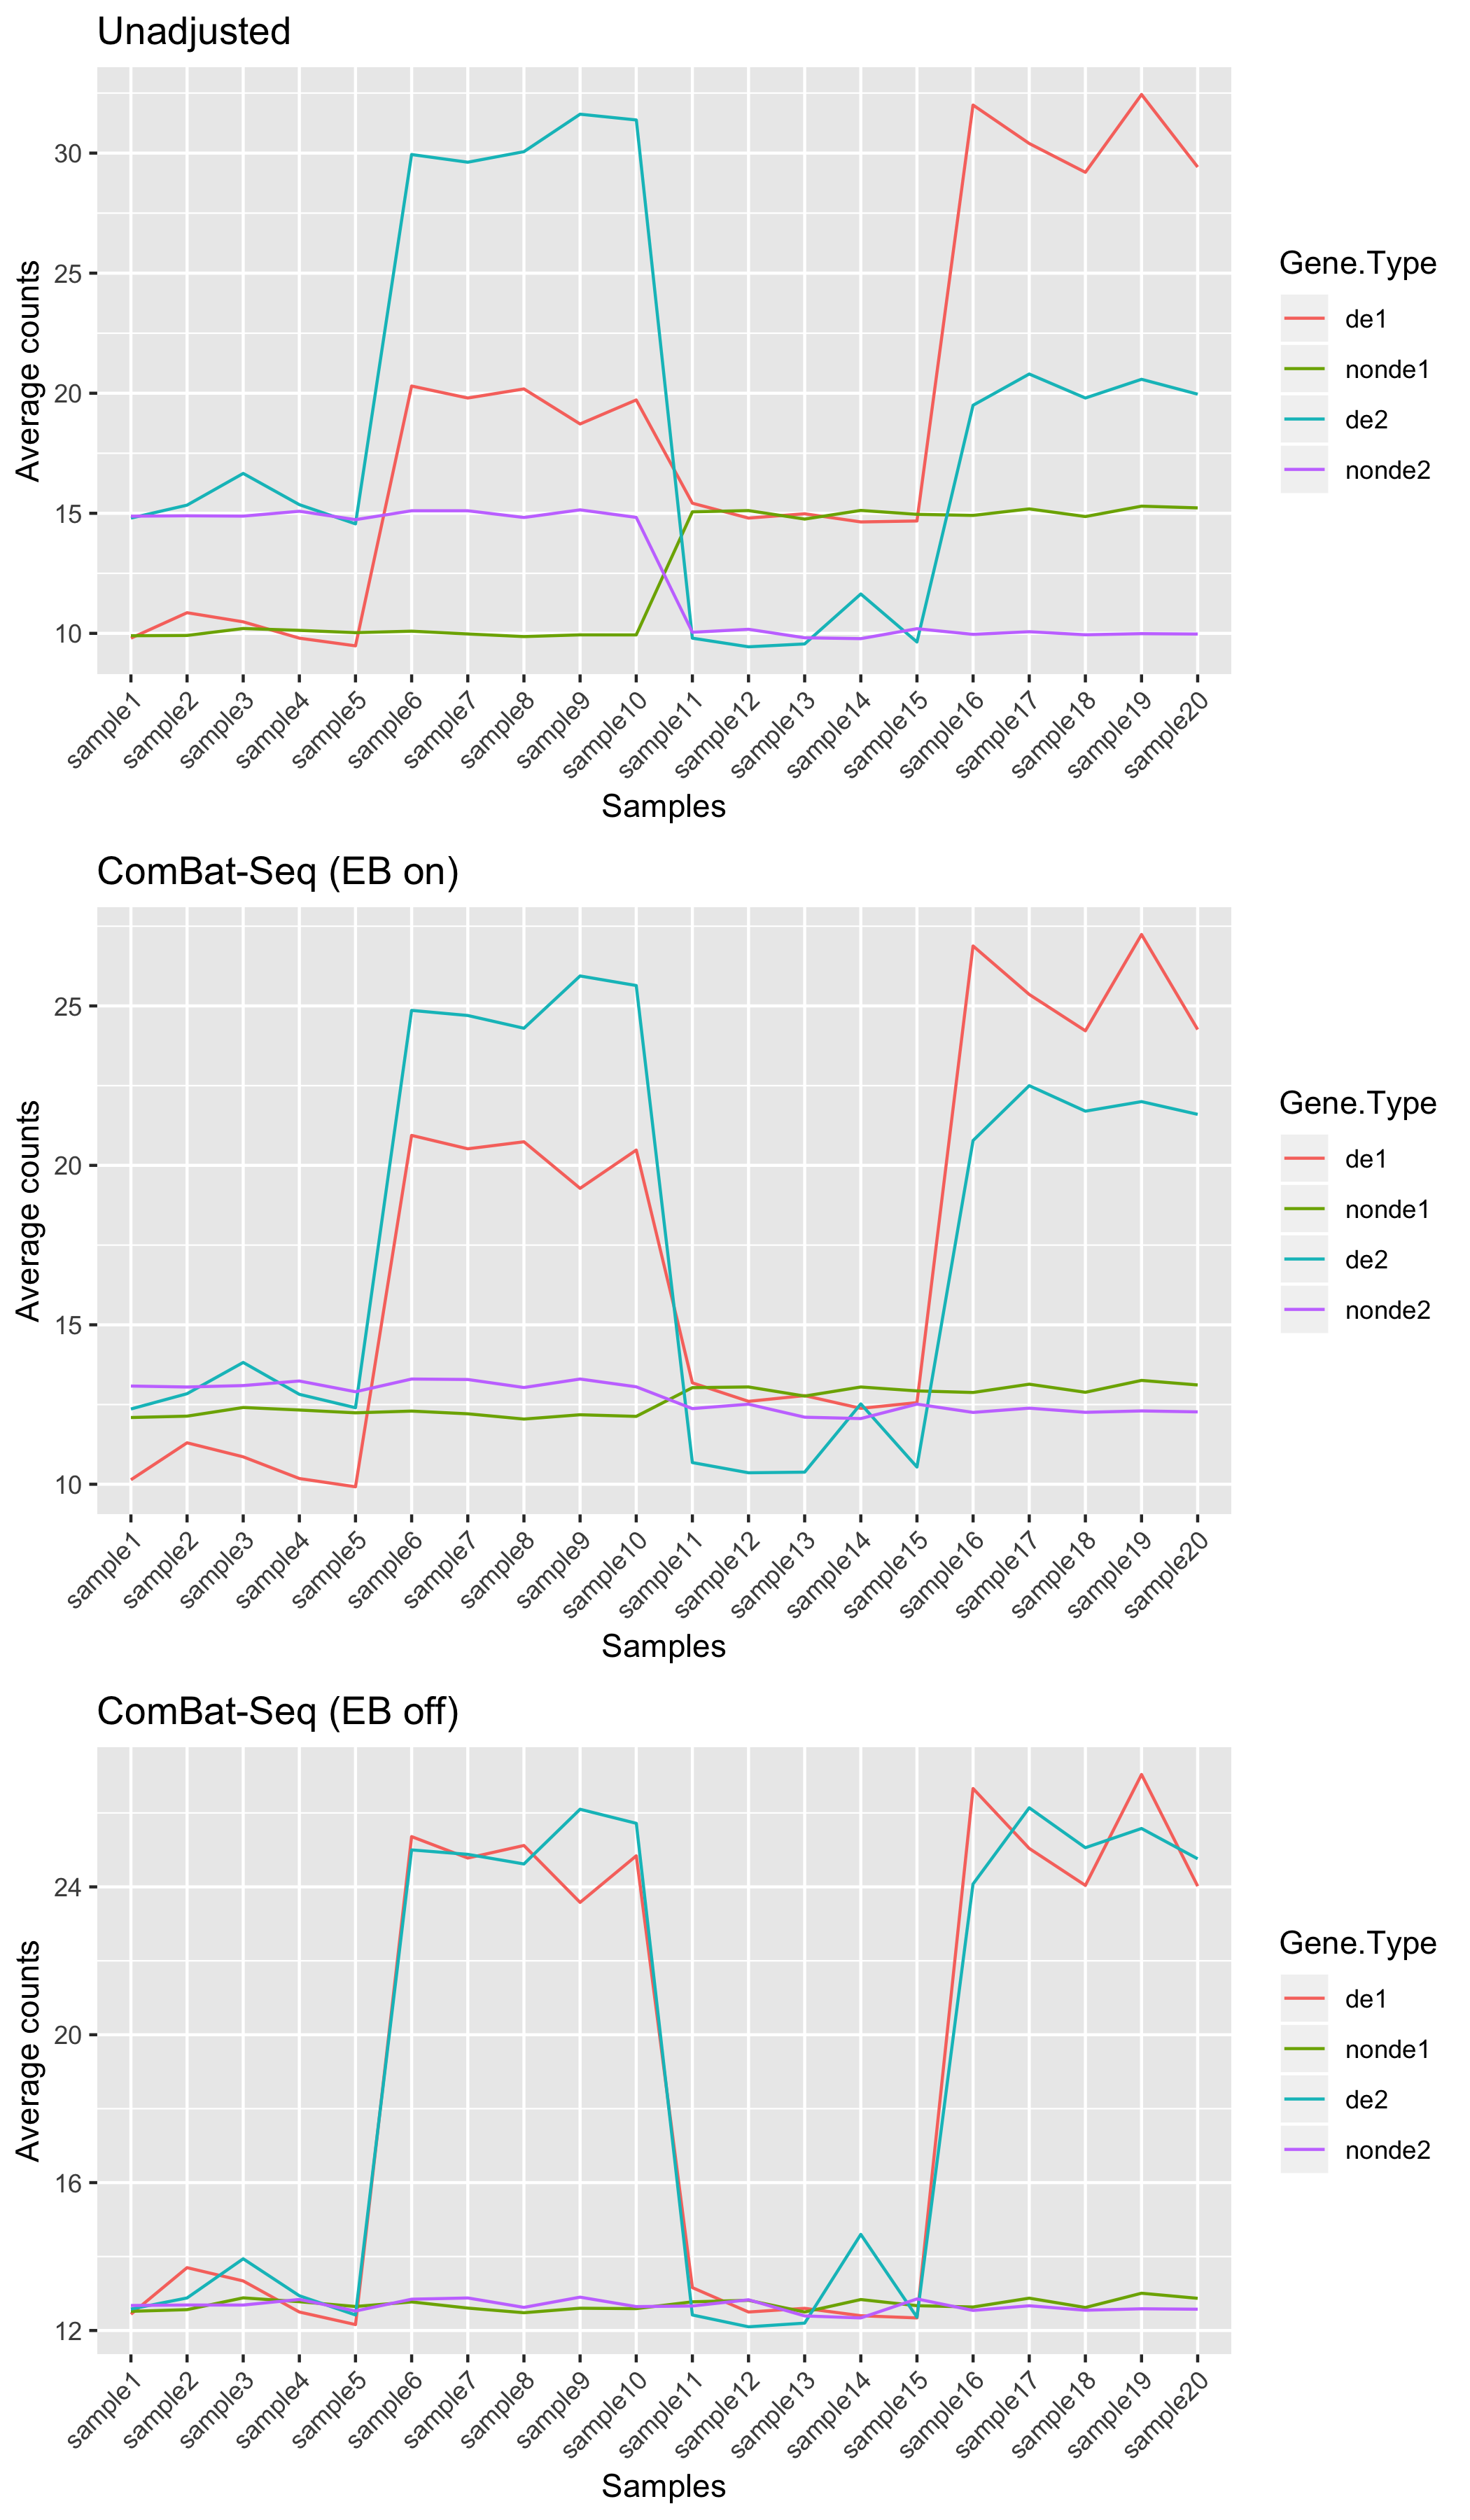 Unadjusted
30
25
20
15
10
Average counts
sample1
sample2
sample3
sample4
sample5
sample6
sample7
sample8
sample9
sample10
sample11
sample12
sample13
sample14
sample15
sample16
sample17
sample18
sample19
sample20
Samples
Gene.Type
de1
nonde1
de2
nonde2
ComBat-Seq (EB on)
25
20
15
10
Average counts
sample1
sample2
sample3
sample4
sample5
sample6
sample7
sample8
sample9
sample10
sample11
sample12
sample13
sample14
sample15
sample16
sample17
sample18
sample19
sample20
Samples
Gene.Type
de1
nonde1
de2
nonde2
ComBat-Seq (EB off)
24
20
16
12
Average counts
sample1
sample2
sample3
sample4
sample5
sample6
sample7
sample8
sample9
sample10
sample11
sample12
sample13
sample14
sample15
sample16
sample17
sample18
sample19
sample20
Samples
Gene.Type
de1
nonde1
de2
nonde2